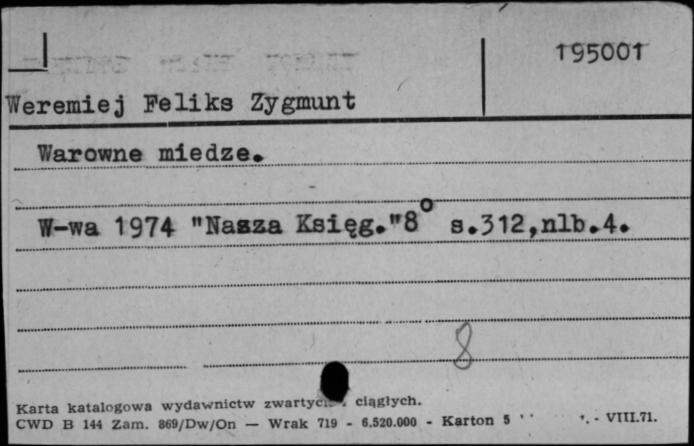 195001
Weremiej Feliks Zygmunt
Warowne miedze.
W-wa 1974 "Nasza Księg."8° s.312,nlb.4.
8
Karta katalogowa wydawnictw zwartych i ciągłych.
CWD B 144 Zam. 869/Dw/On — Wrak 719 - 6.520.000 - Karton 5 - VIII.71.